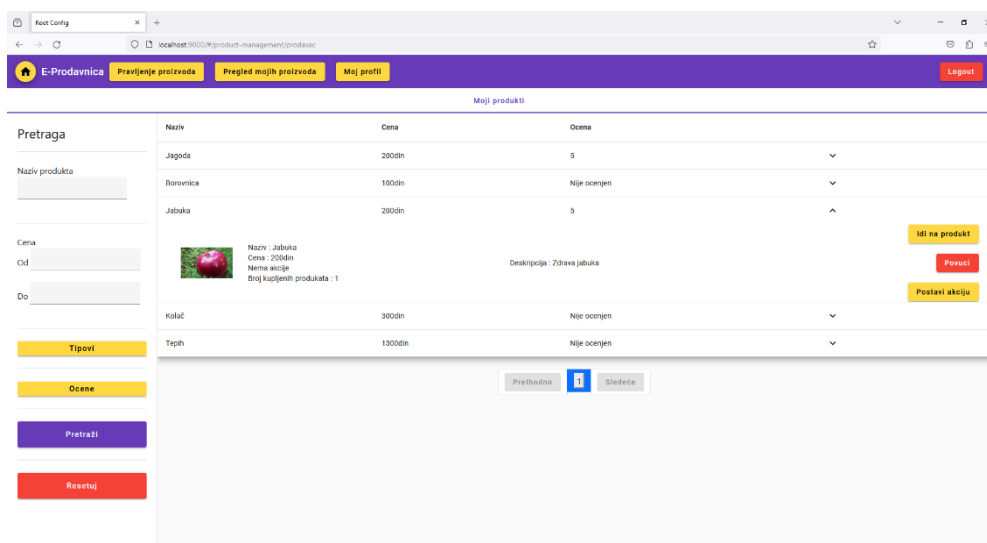 Root Config
localhost:9000/#/product-management/prodavac
E-Prodavnica Pravljenje proizvoda Pregled mojih proizvoda Moj profil Logout
Moji produkti
Pretraga
Naziv produkta
Cena
Od
Do
Tipovi
Ocene
Pretraži
Resetuj
Naziv Cena Ocena
Jagoda 200din 5
Borovnica 100din Nije ocenjen
Jabuka 200din 5
Naziv : Jabuka
Cena : 200din
Nema akcije
Broj kupljenih produkata : 1
Deskripcija : Zdrava jabuka
Idi na produkt
Povuci
Postavi akciju
Kolač 300din Nije ocenjen
Tepih 1300din Nije ocenjen
Prethodno 1 Sledeće